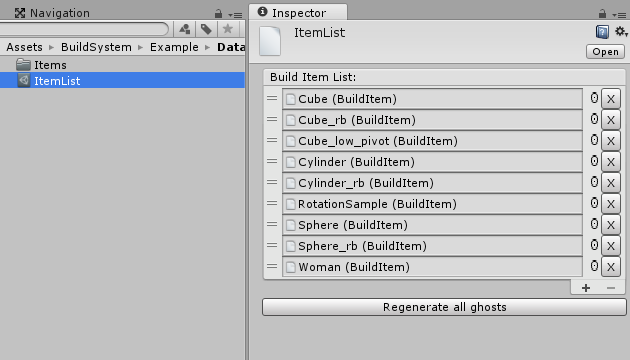 Navigation
Assets ▸ BuildSystem ▸ Example ▸ Data
Items
ItemList
Inspector
ItemList
Open
Build Item List:
Cube (BuildItem) X
Cube_rb (BuildItem) X
Cube_low_pivot (BuildItem) X
Cylinder (BuildItem) X
Cylinder_rb (BuildItem) X
RotationSample (BuildItem) X
Sphere (BuildItem) X
Sphere_rb (BuildItem) X
Woman (BuildItem) X
+ −
Regenerate all ghosts